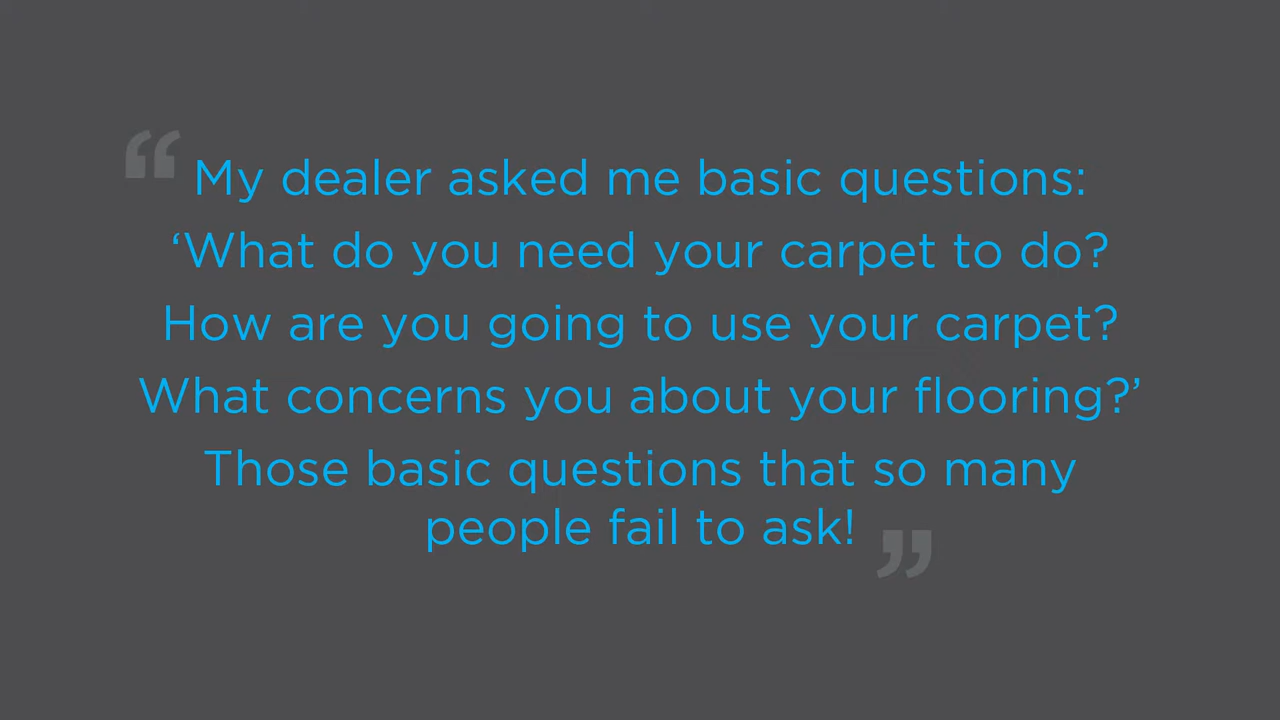 “My dealer asked me basic questions:
‘What do you need your carpet to do?
How are you going to use your carpet?
What concerns you about your flooring?’
Those basic questions that so many
people fail to ask!”